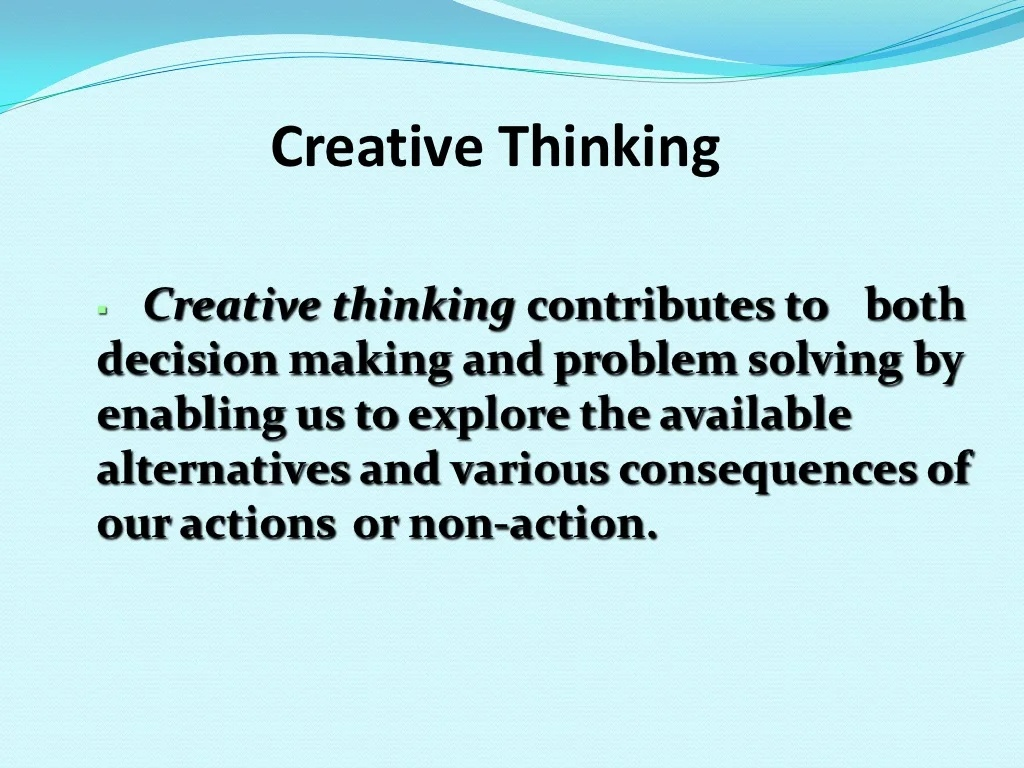 Creative Thinking
▪ Creative thinking contributes to both
decision making and problem solving by
enabling us to explore the available
alternatives and various consequences of
our actions or non-action.